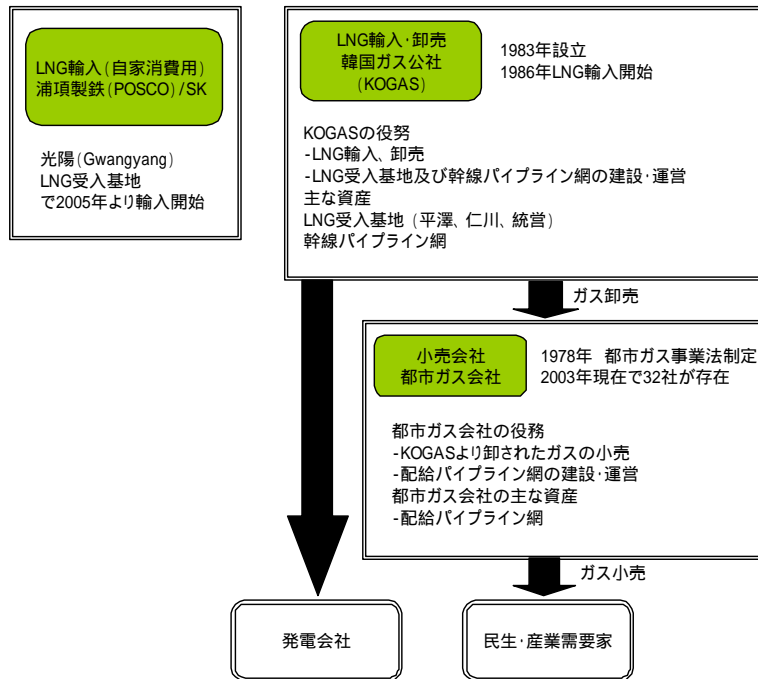 LNG輸入(自家消費用)
浦項製鉄(POSCO)/SK
光陽(Gwangyang)
LNG受入基地
で2005年より輸入開始
LNG輸入・卸売
韓国ガス公社
(KOGAS)
1983年設立
1986年LNG輸入開始
KOGASの役努
-LNG輸入、卸売
-LNG受入基地及び幹線パイプライン網の建設・運営
主な資産
LNG受入基地 (平澤、仁川、統営)
幹線パイプライン網
ガス卸売
小売会社
都市ガス会社
1978年 都市ガス事業法制定
2003年現在で32社が存在
都市ガス会社の役務
-KOGASより卸されたガスの小売
-配給パイプライン網の建設・運営
都市ガス会社の主な資産
-配給パイプライン網
ガス小売
発電会社
民生・産業需要家